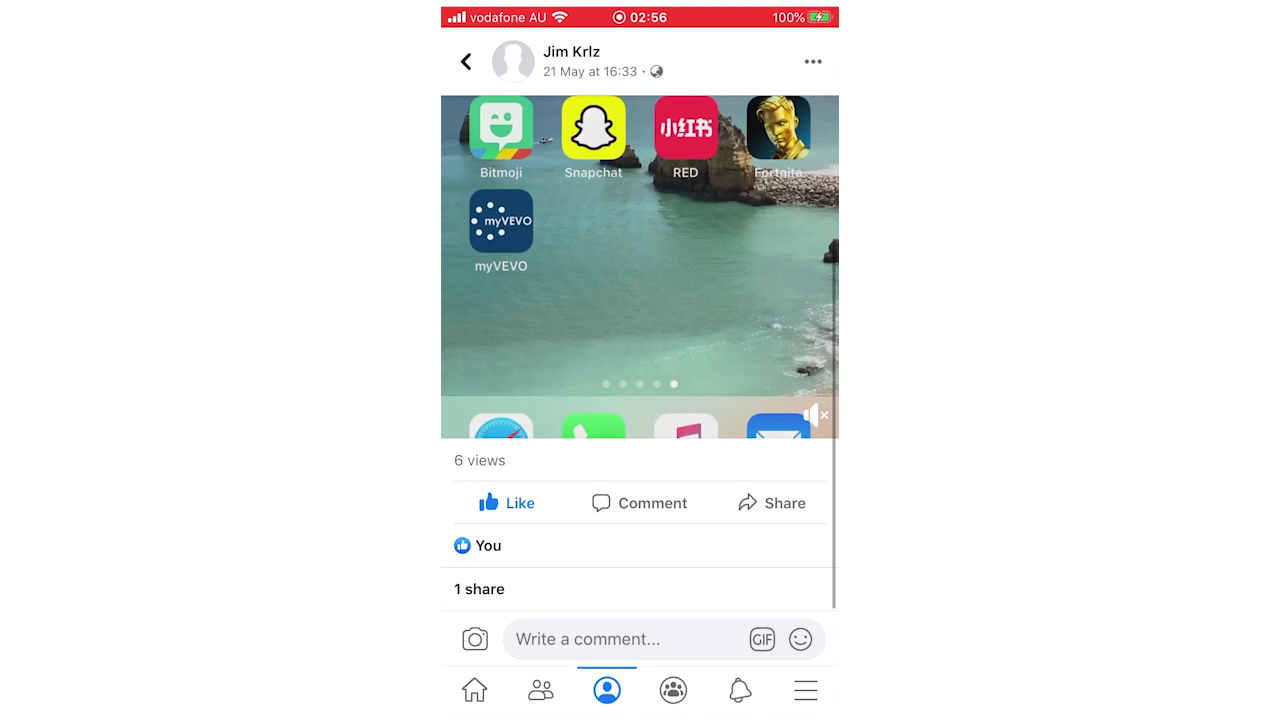 vodafone AU 02:56 100%
Jim Krlz
21 May at 16:33 ·
小红书
Bitmoji Snapchat RED Fortnite
myVEVO
myVEVO
6 views
Like Comment Share
You
1 share
Write a comment... GIF